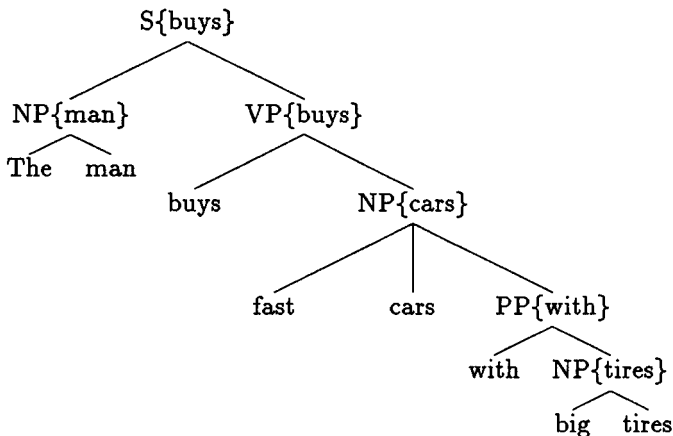 S{buys}
NP{man} VP{buys}
The man
buys NP{cars}
fast cars PP{with}
with NP{tires}
big tires